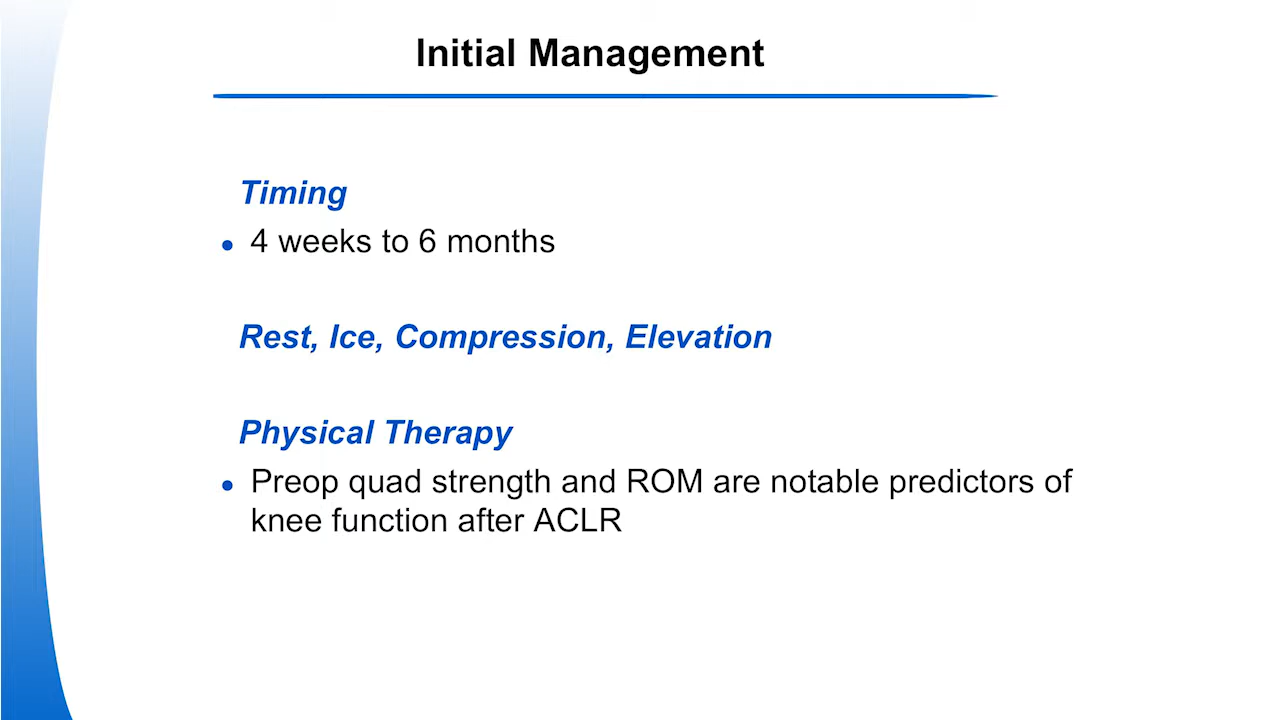 Initial Management
Timing
• 4 weeks to 6 months
Rest, Ice, Compression, Elevation
Physical Therapy
• Preop quad strength and ROM are notable predictors of
knee function after ACLR